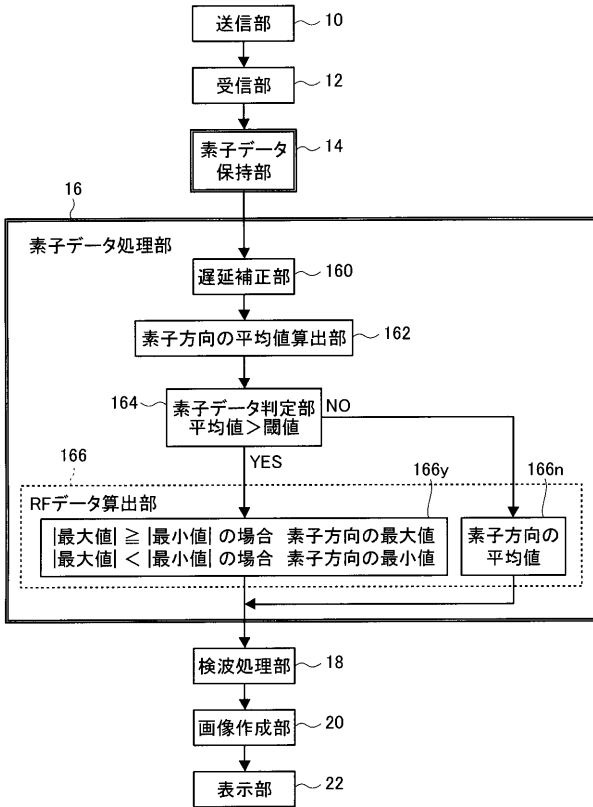 送信部 10
受信部 12
素子データ
保持部 14
16
素子データ処理部
遅延補正部 160
素子方向の平均値算出部 162
164 素子データ判定部
平均値>閾値
NO
YES
166
RFデータ算出部
166y
166n
|最大値| ≧ |最小値| の場合 素子方向の最大値
|最大値| < |最小値| の場合 素子方向の最小値
素子方向の
平均値
検波処理部 18
画像作成部 20
表示部 22